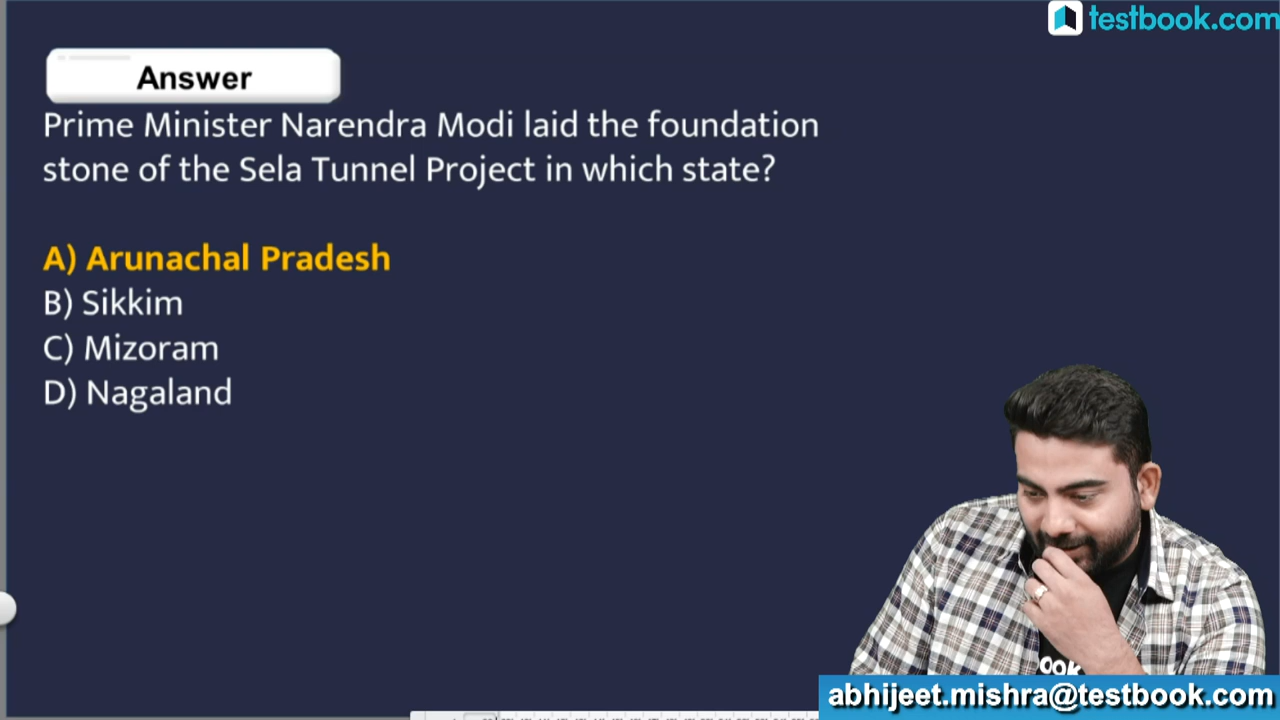 testbook.com
Answer
Prime Minister Narendra Modi laid the foundation
stone of the Sela Tunnel Project in which state?
A) Arunachal Pradesh
B) Sikkim
C) Mizoram
D) Nagaland
abhijeet.mishra@testbook.com